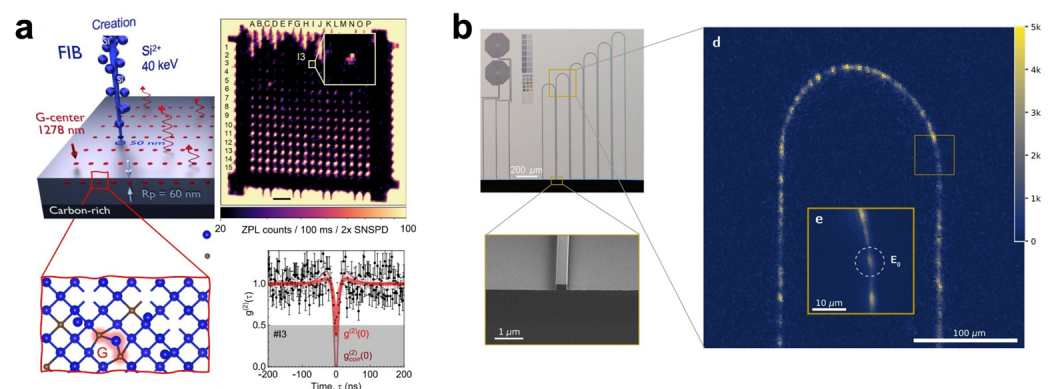 a
Creation
FIB
Si²⁺
40 keV
Si
G-center
1278 nm
⌀ 50 nm
Rp = 60 nm
Carbon-rich
G
A B C D E F G H I J K L M N O P
1
2
3
4
5
6
7
8
9
10
11
12
13
14
15
I3
20 100
ZPL counts / 100 ms / 2x SNSPD
g⁽²⁾(τ)
1.0
0.5
0.0
#I3
g⁽²⁾(0)
g⁽²⁾corr(0)
-200 -100 0 100 200
Time, τ (ns)
b
200 µm
1 µm
d
e
E₀
10 µm
100 µm
5k
4k
3k
2k
1k
0